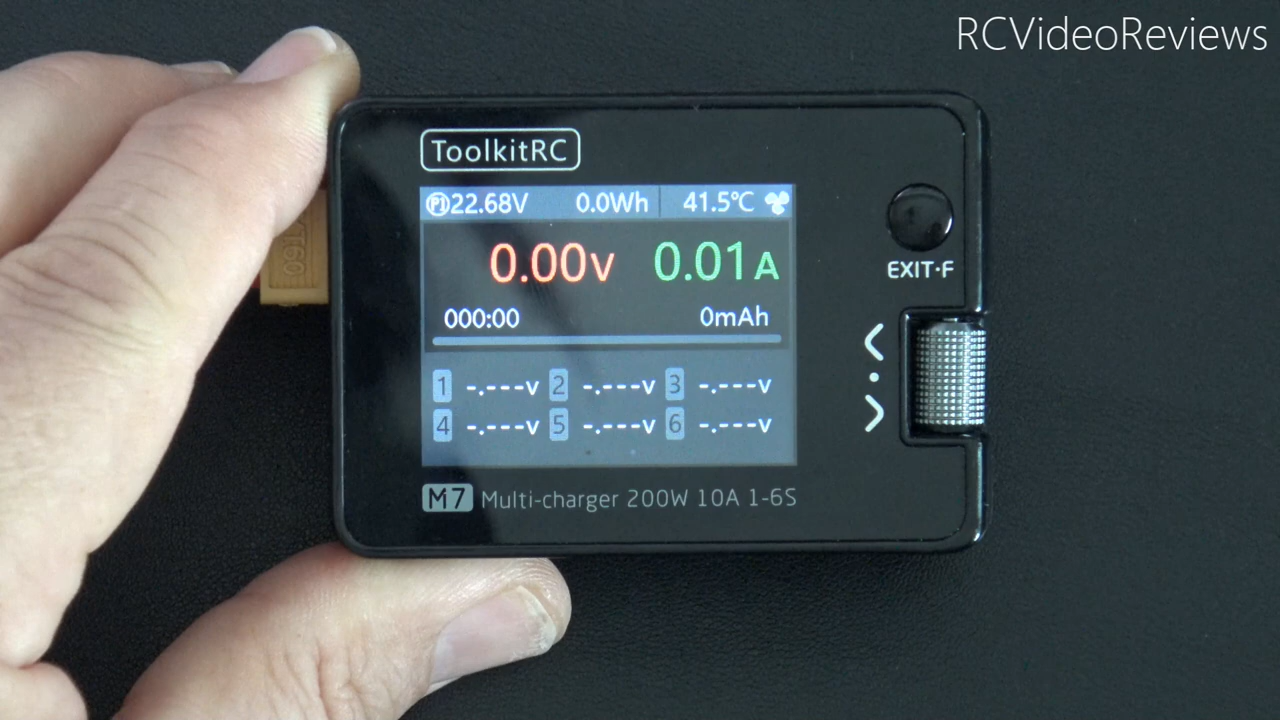 RCVideoReviews
ToolkitRC
P1 22.68V 0.0Wh 41.5℃
0.00V 0.01A
000:00 0mAh
1 -.---v 2 -.---v 3 -.---v
4 -.---v 5 -.---v 6 -.---v
EXIT·F
M7 Multi-charger 200W 10A 1-6S
XT60